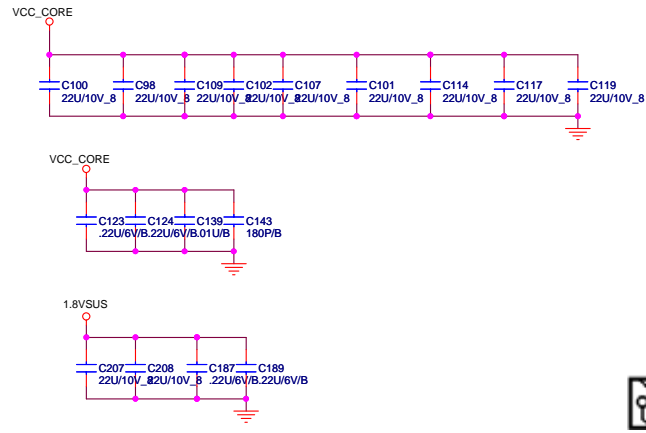 VCC_CORE
C100 C98 C109 C102 C107 C101 C114 C117 C119
22U/10V_8 22U/10V_8 22U/10V_8 22U/10V_8 22U/10V_8 22U/10V_8 22U/10V_8 22U/10V_8 22U/10V_8
VCC_CORE
C123 C124 C139 C143
.22U/6V/B .22U/6V/B .01U/B 180P/B
1.8VSUS
C207 C208 C187 C189
22U/10V_8 22U/10V_8 .22U/6V/B .22U/6V/B